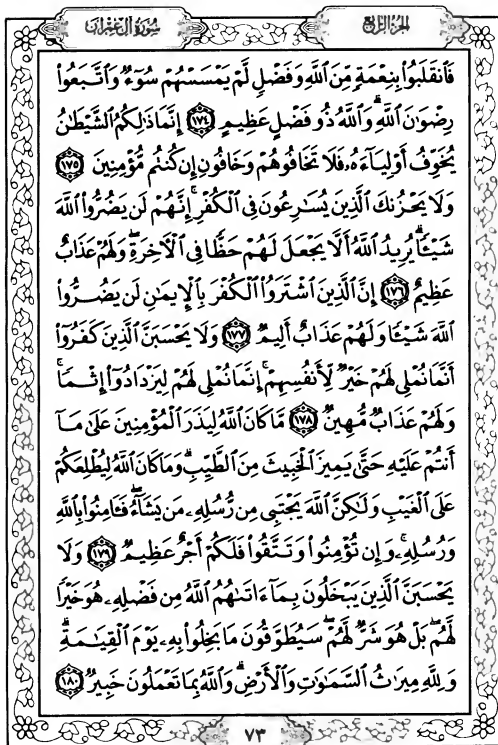 سُورَةُ آلِ عِمْرَانَ
الجزء الرابع
فَٱنقَلَبُوا۟ بِنِعْمَةٍ مِّنَ ٱللَّهِ وَفَضْلٍ لَّمْ يَمْسَسْهُمْ سُوٓءٌ وَٱتَّبَعُوا۟
رِضْوَٰنَ ٱللَّهِ ۗ وَٱللَّهُ ذُو فَضْلٍ عَظِيمٍ ١٧٤ إِنَّمَا ذَٰلِكُمُ ٱلشَّيْطَٰنُ
يُخَوِّفُ أَوْلِيَآءَهُۥ فَلَا تَخَافُوهُمْ وَخَافُونِ إِن كُنتُم مُّؤْمِنِينَ ١٧٥
وَلَا يَحْزُنكَ ٱلَّذِينَ يُسَٰرِعُونَ فِى ٱلْكُفْرِ ۚ إِنَّهُمْ لَن يَضُرُّوا۟ ٱللَّهَ
شَيْـًٔا ۗ يُرِيدُ ٱللَّهُ أَلَّا يَجْعَلَ لَهُمْ حَظًّا فِى ٱلْءَاخِرَةِ ۖ وَلَهُمْ عَذَابٌ
عَظِيمٌ ١٧٦ إِنَّ ٱلَّذِينَ ٱشْتَرَوُا۟ ٱلْكُفْرَ بِٱلْإِيمَٰنِ لَن يَضُرُّوا۟
ٱللَّهَ شَيْـًٔا وَلَهُمْ عَذَابٌ أَلِيمٌ ١٧٧ وَلَا يَحْسَبَنَّ ٱلَّذِينَ كَفَرُوٓا۟
أَنَّمَا نُمْلِى لَهُمْ خَيْرٌ لِّأَنفُسِهِمْ ۚ إِنَّمَا نُمْلِى لَهُمْ لِيَزْدَادُوٓا۟ إِثْمًا ۚ
وَلَهُمْ عَذَابٌ مُّهِينٌ ١٧٨ مَّا كَانَ ٱللَّهُ لِيَذَرَ ٱلْمُؤْمِنِينَ عَلَىٰ مَآ
أَنتُمْ عَلَيْهِ حَتَّىٰ يَمِيزَ ٱلْخَبِيثَ مِنَ ٱلطَّيِّبِ ۗ وَمَا كَانَ ٱللَّهُ لِيُطْلِعَكُمْ
عَلَى ٱلْغَيْبِ وَلَٰكِنَّ ٱللَّهَ يَجْتَبِى مِن رُّسُلِهِۦ مَن يَشَآءُ ۖ فَـَٔامِنُوا۟ بِٱللَّهِ
وَرُسُلِهِۦ ۚ وَإِن تُؤْمِنُوا۟ وَتَتَّقُوا۟ فَلَكُمْ أَجْرٌ عَظِيمٌ ١٧٩ وَلَا
يَحْسَبَنَّ ٱلَّذِينَ يَبْخَلُونَ بِمَآ ءَاتَىٰهُمُ ٱللَّهُ مِن فَضْلِهِۦ هُوَ خَيْرًا
لَّهُم ۖ بَلْ هُوَ شَرٌّ لَّهُمْ ۖ سَيُطَوَّقُونَ مَا بَخِلُوا۟ بِهِۦ يَوْمَ ٱلْقِيَٰمَةِ ۗ
وَلِلَّهِ مِيرَٰثُ ٱلسَّمَٰوَٰتِ وَٱلْأَرْضِ ۗ وَٱللَّهُ بِمَا تَعْمَلُونَ خَبِيرٌ ١٨٠
٧٣